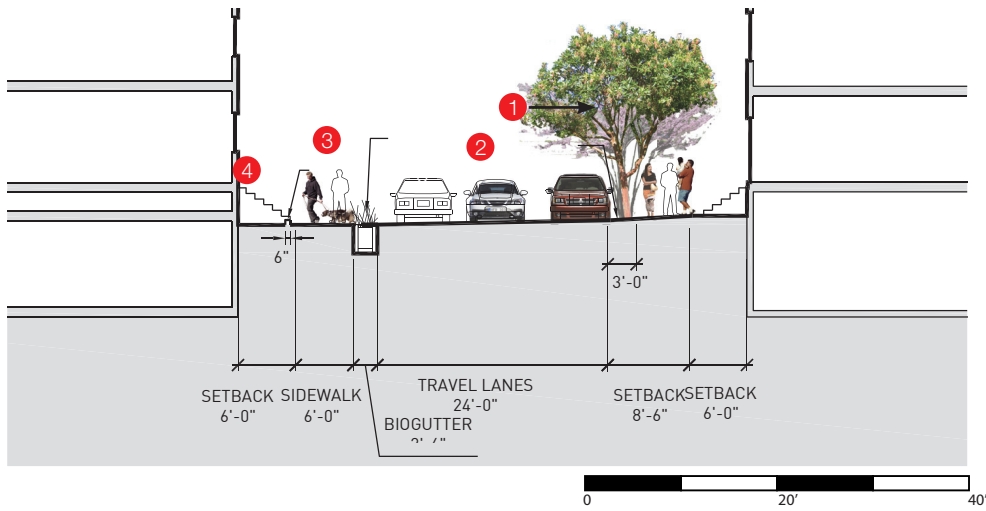 1
3
2
4
6"
3'-0"
SETBACK
6'-0"
SIDEWALK
6'-0"
TRAVEL LANES
24'-0"
BIOGUTTER
SETBACK
8'-6"
SETBACK
6'-0"
0
20'
40'